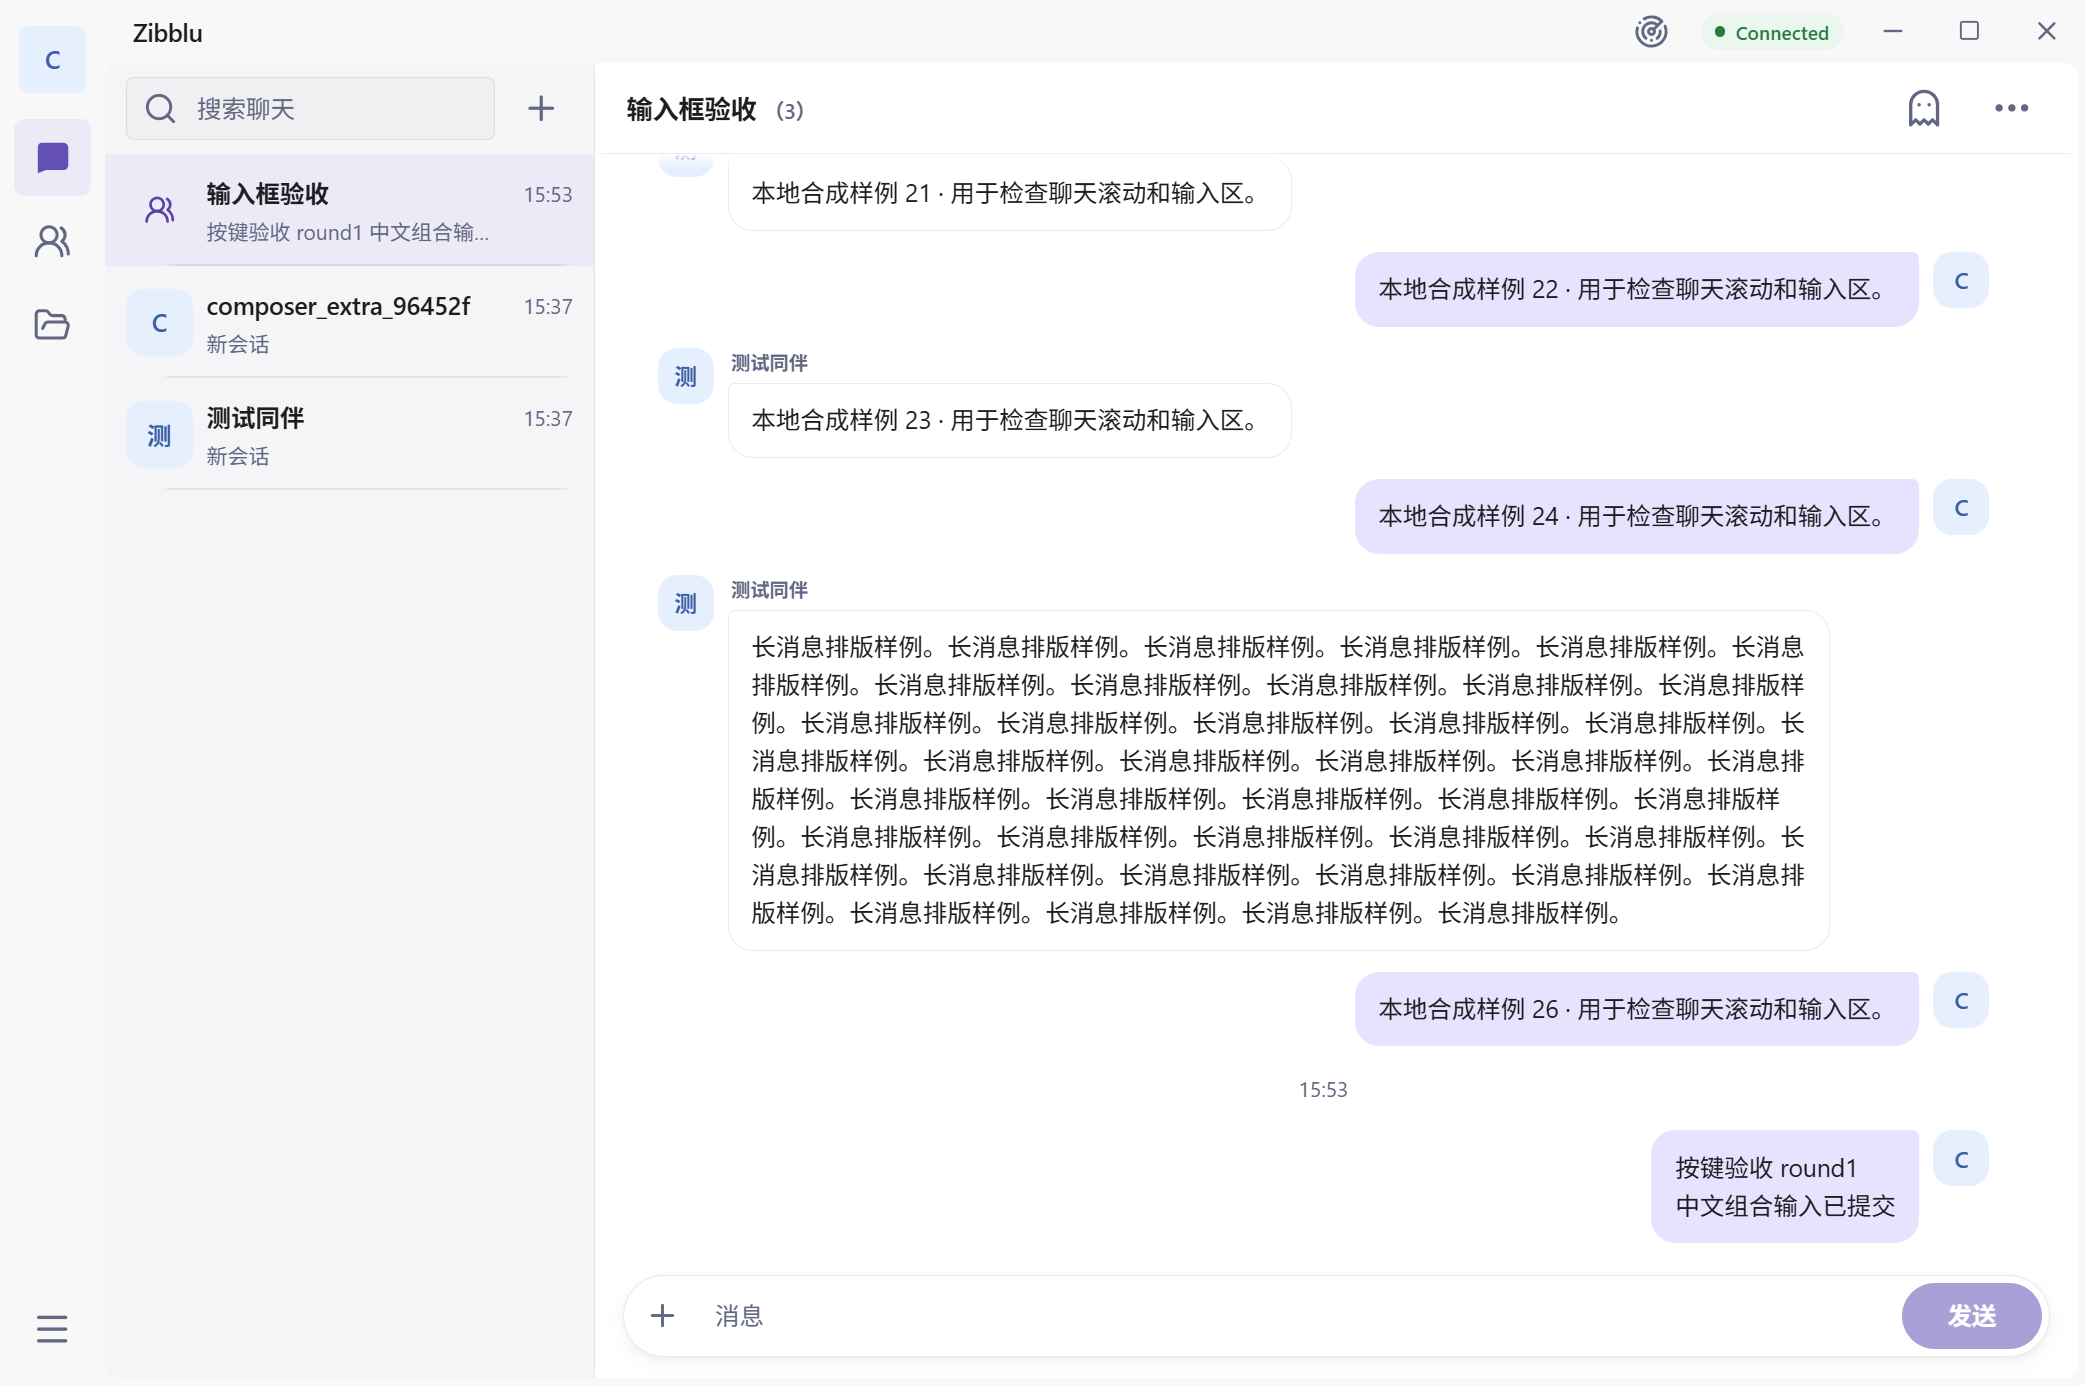 Zibblu
Connected
C
搜索聊天
输入框验收
15:53
按键验收 round1 中文组合输...
C
composer_extra_96452f
15:37
新会话
测
测试同伴
15:37
新会话
输入框验收 (3)
本地合成样例 21 · 用于检查聊天滚动和输入区。
本地合成样例 22 · 用于检查聊天滚动和输入区。
C
测
测试同伴
本地合成样例 23 · 用于检查聊天滚动和输入区。
本地合成样例 24 · 用于检查聊天滚动和输入区。
C
测
测试同伴
长消息排版样例。长消息排版样例。长消息排版样例。长消息排版样例。长消息排版样例。长消息
排版样例。长消息排版样例。长消息排版样例。长消息排版样例。长消息排版样例。长消息排版样
例。长消息排版样例。长消息排版样例。长消息排版样例。长消息排版样例。长消息排版样例。长
消息排版样例。长消息排版样例。长消息排版样例。长消息排版样例。长消息排版样例。长消息排
版样例。长消息排版样例。长消息排版样例。长消息排版样例。长消息排版样例。长消息排版样
例。长消息排版样例。长消息排版样例。长消息排版样例。长消息排版样例。长消息排版样例。长
消息排版样例。长消息排版样例。长消息排版样例。长消息排版样例。长消息排版样例。长消息排
版样例。长消息排版样例。长消息排版样例。长消息排版样例。长消息排版样例。
本地合成样例 26 · 用于检查聊天滚动和输入区。
C
15:53
按键验收 round1
中文组合输入已提交
C
消息
发送